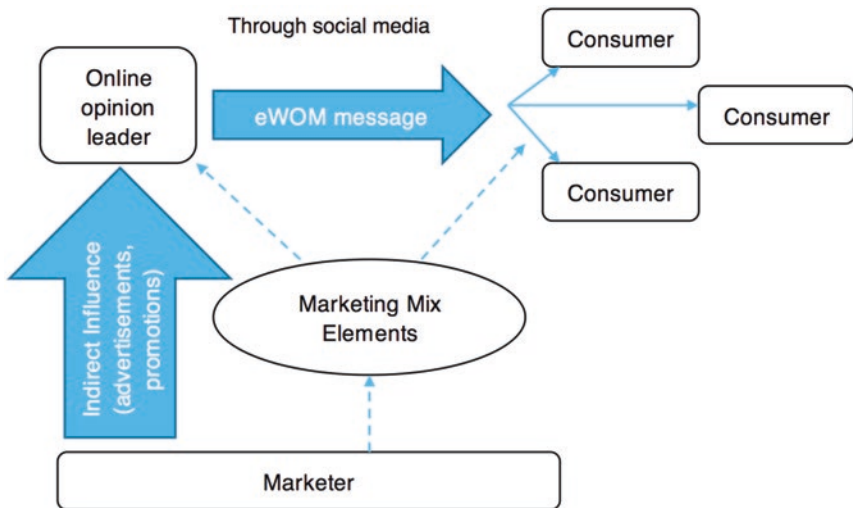 Through social media
Online
opinion
leader
eWOM message
Consumer
Consumer
Consumer
Indirect Influence
(advertisements,
promotions)
Marketing Mix
Elements
Marketer